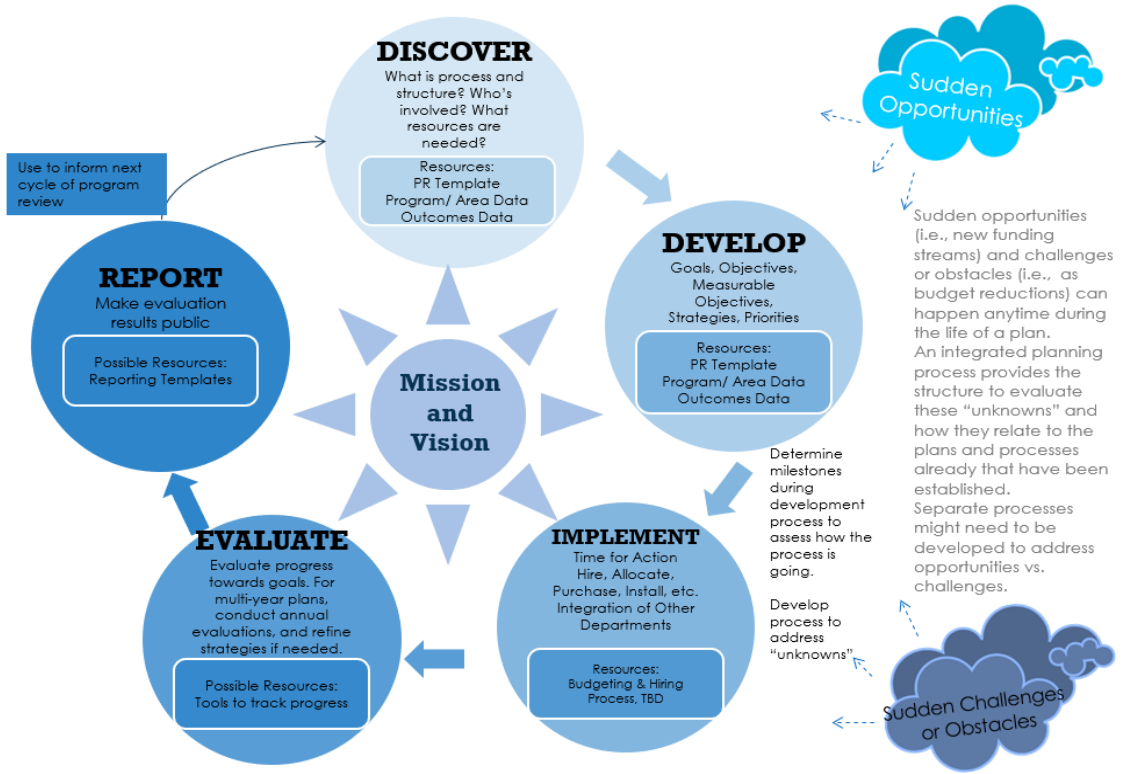 DISCOVER
What is process and
structure? Who's
involved? What
resources are
needed?
Resources:
PR Template
Program/ Area Data
Outcomes Data
DEVELOP
Goals, Objectives,
Measurable
Objectives,
Strategies, Priorities
Resources:
PR Template
Program/ Area Data
Outcomes Data
Determine
milestones
during
development
process to
assess how the
process is
going.
Develop
process to
address
“unknowns”
IMPLEMENT
Time for Action
Hire, Allocate,
Purchase, Install, etc.
Integration of Other
Departments
Resources:
Budgeting & Hiring
Process, TBD
EVALUATE
Evaluate progress
towards goals. For
multi-year plans,
conduct annual
evaluations, and refine
strategies if needed.
Possible Resources:
Tools to track progress
REPORT
Make evaluation
results public
Possible Resources:
Reporting Templates
Use to inform next
cycle of program
review
Mission
and
Vision
Sudden
Opportunities
Sudden opportunities
(i.e., new funding
streams) and challenges
or obstacles (i.e., as
budget reductions) can
happen anytime during
the life of a plan.
An integrated planning
process provides the
structure to evaluate
these “unknowns” and
how they relate to the
plans and processes
already that have been
established.
Separate processes
might need to be
developed to address
opportunities vs.
challenges.
Sudden Challenges
or Obstacles